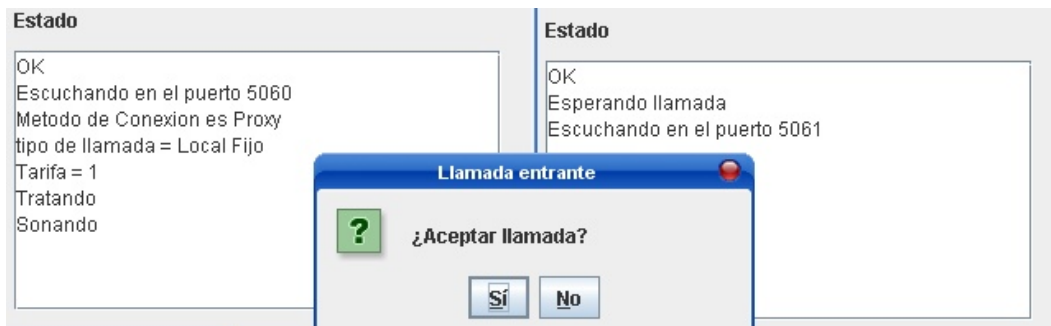 Estado
OK
Escuchando en el puerto 5060
Metodo de Conexion es Proxy
tipo de llamada = Local Fijo
Tarifa = 1
Tratando
Sonando
Estado
OK
Esperando llamada
Escuchando en el puerto 5061
Llamada entrante
¿Aceptar llamada?
Sí
No